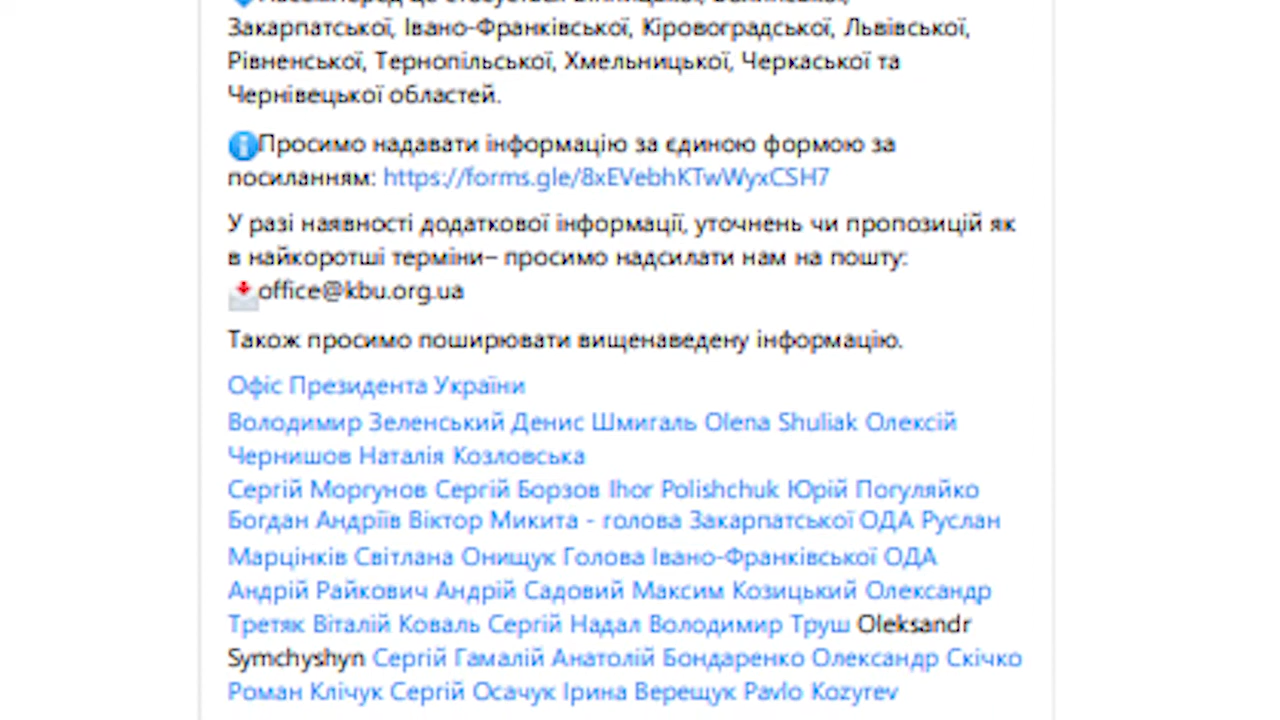 Закарпатської, Івано-Франківської, Кіровоградської, Львівської,
Рівненської, Тернопільської, Хмельницької, Черкаської та
Чернівецької областей.
Просимо надавати інформацію за єдиною формою за
посиланням: https://forms.gle/8xEVebhKTwWyxCSH7
У разі наявності додаткової інформації, уточнень чи пропозицій як
в найкоротші терміни– просимо надсилати нам на пошту:
office@kbu.org.ua
Також просимо поширювати вищенаведену інформацію.
Офіс Президента України
Володимир Зеленський Денис Шмигаль Olena Shuliak Олексій
Чернишов Наталія Козловська
Сергій Моргунов Сергій Борзов Ihor Polishchuk Юрій Погуляйко
Богдан Андріїв Віктор Микита - голова Закарпатської ОДА Руслан
Марцінків Світлана Онищук Голова Івано-Франківської ОДА
Андрій Райкович Андрій Садовий Максим Козицький Олександр
Третяк Віталій Коваль Сергій Надал Володимир Труш Oleksandr
Symchyshyn Сергій Гамалій Анатолій Бондаренко Олександр Скічко
Роман Клічук Сергій Осачук Ірина Верещук Pavlo Kozyrev